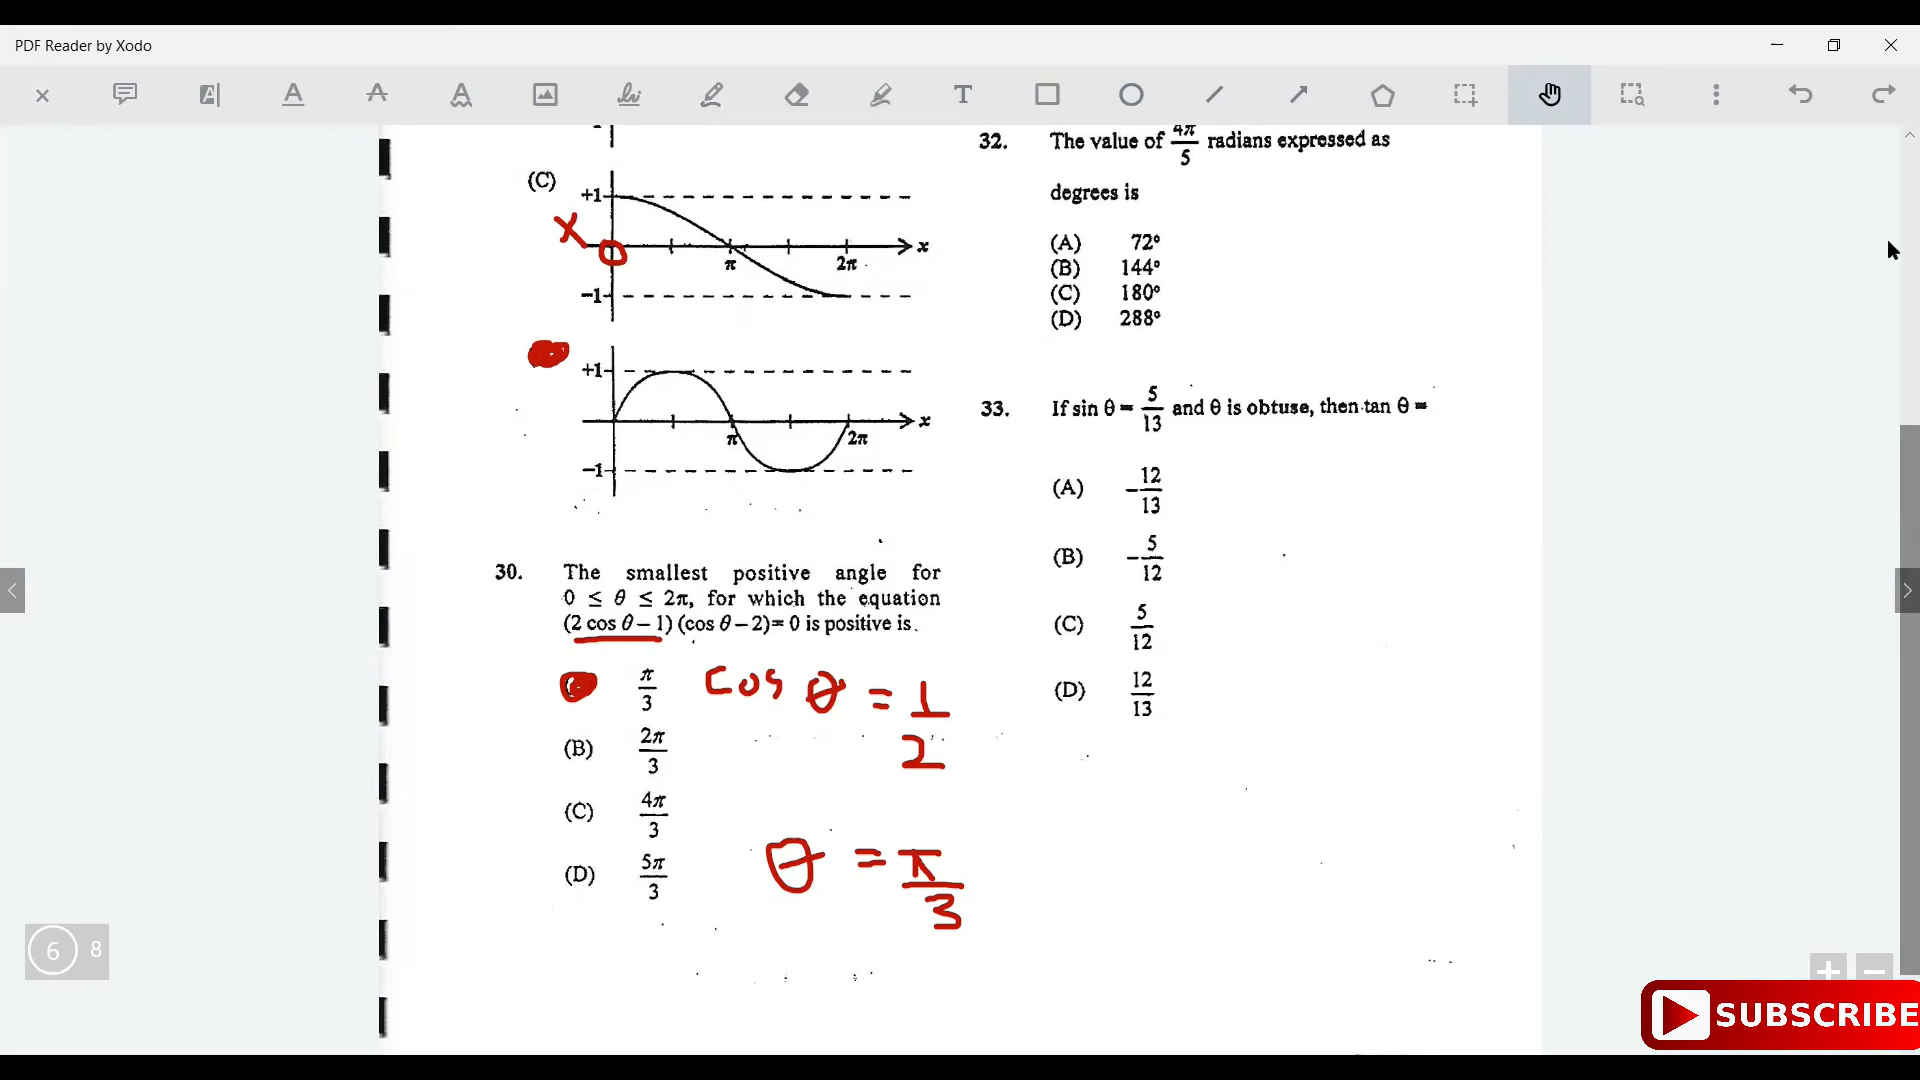 PDF Reader by Xodo
(C)
+1
x
π
2π
−1
X
O
+1
x
π
2π
−1
30. The smallest positive angle for
0 ≤ θ ≤ 2π, for which the equation
(2 cos θ − 1) (cos θ − 2)= 0 is positive is
π/3
(B) 2π/3
(C) 4π/3
(D) 5π/3
cos θ = 1/2
θ = π/3
32. The value of 4π/5 radians expressed as
degrees is
(A) 72°
(B) 144°
(C) 180°
(D) 288°
33. If sin θ = 5/13 and θ is obtuse, then tan θ =
(A) −12/13
(B) −5/12
(C) 5/12
(D) 12/13
6 8
SUBSCRIBE